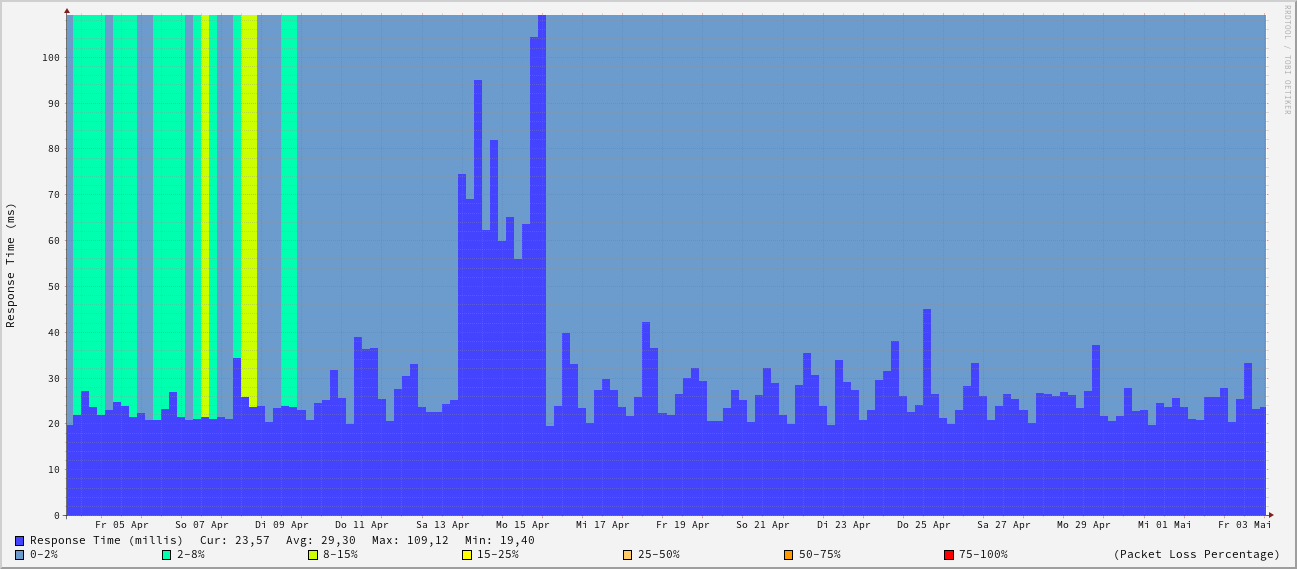 RRDTOOL / TOBI OETIKER
Response Time (ms)
100
90
80
70
60
50
40
30
20
10
0
Fr 05 Apr So 07 Apr Di 09 Apr Do 11 Apr Sa 13 Apr Mo 15 Apr Mi 17 Apr Fr 19 Apr So 21 Apr Di 23 Apr Do 25 Apr Sa 27 Apr Mo 29 Apr Mi 01 Mai Fr 03 Mai
Response Time (millis) Cur: 23,57 Avg: 29,30 Max: 109,12 Min: 19,40
0-2% 2-8% 8-15% 15-25% 25-50% 50-75% 75-100% (Packet Loss Percentage)